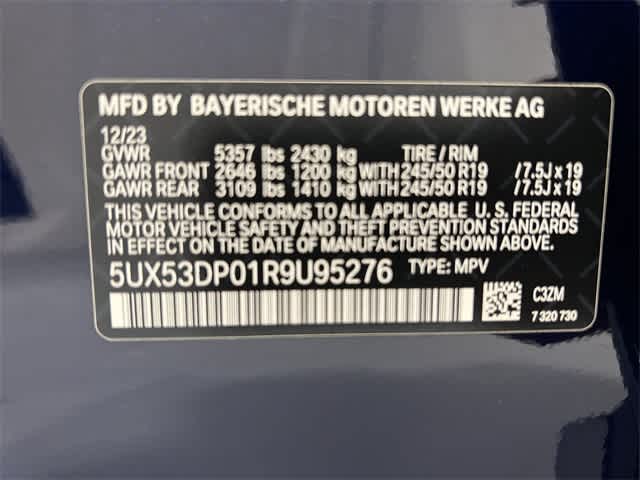 MFD BY BAYERISCHE MOTOREN WERKE AG
12/23
GVWR 5357 lbs 2430 kg TIRE / RIM
GAWR FRONT 2646 lbs 1200 kg WITH 245/50 R19 /7.5J x 19
GAWR REAR 3109 lbs 1410 kg WITH 245/50 R19 /7.5J x 19
THIS VEHICLE CONFORMS TO ALL APPLICABLE U. S. FEDERAL
MOTOR VEHICLE SAFETY AND THEFT PREVENTION STANDARDS
IN EFFECT ON THE DATE OF MANUFACTURE SHOWN ABOVE.
5UX53DP01R9U95276 TYPE: MPV
C3ZM
7 320 730